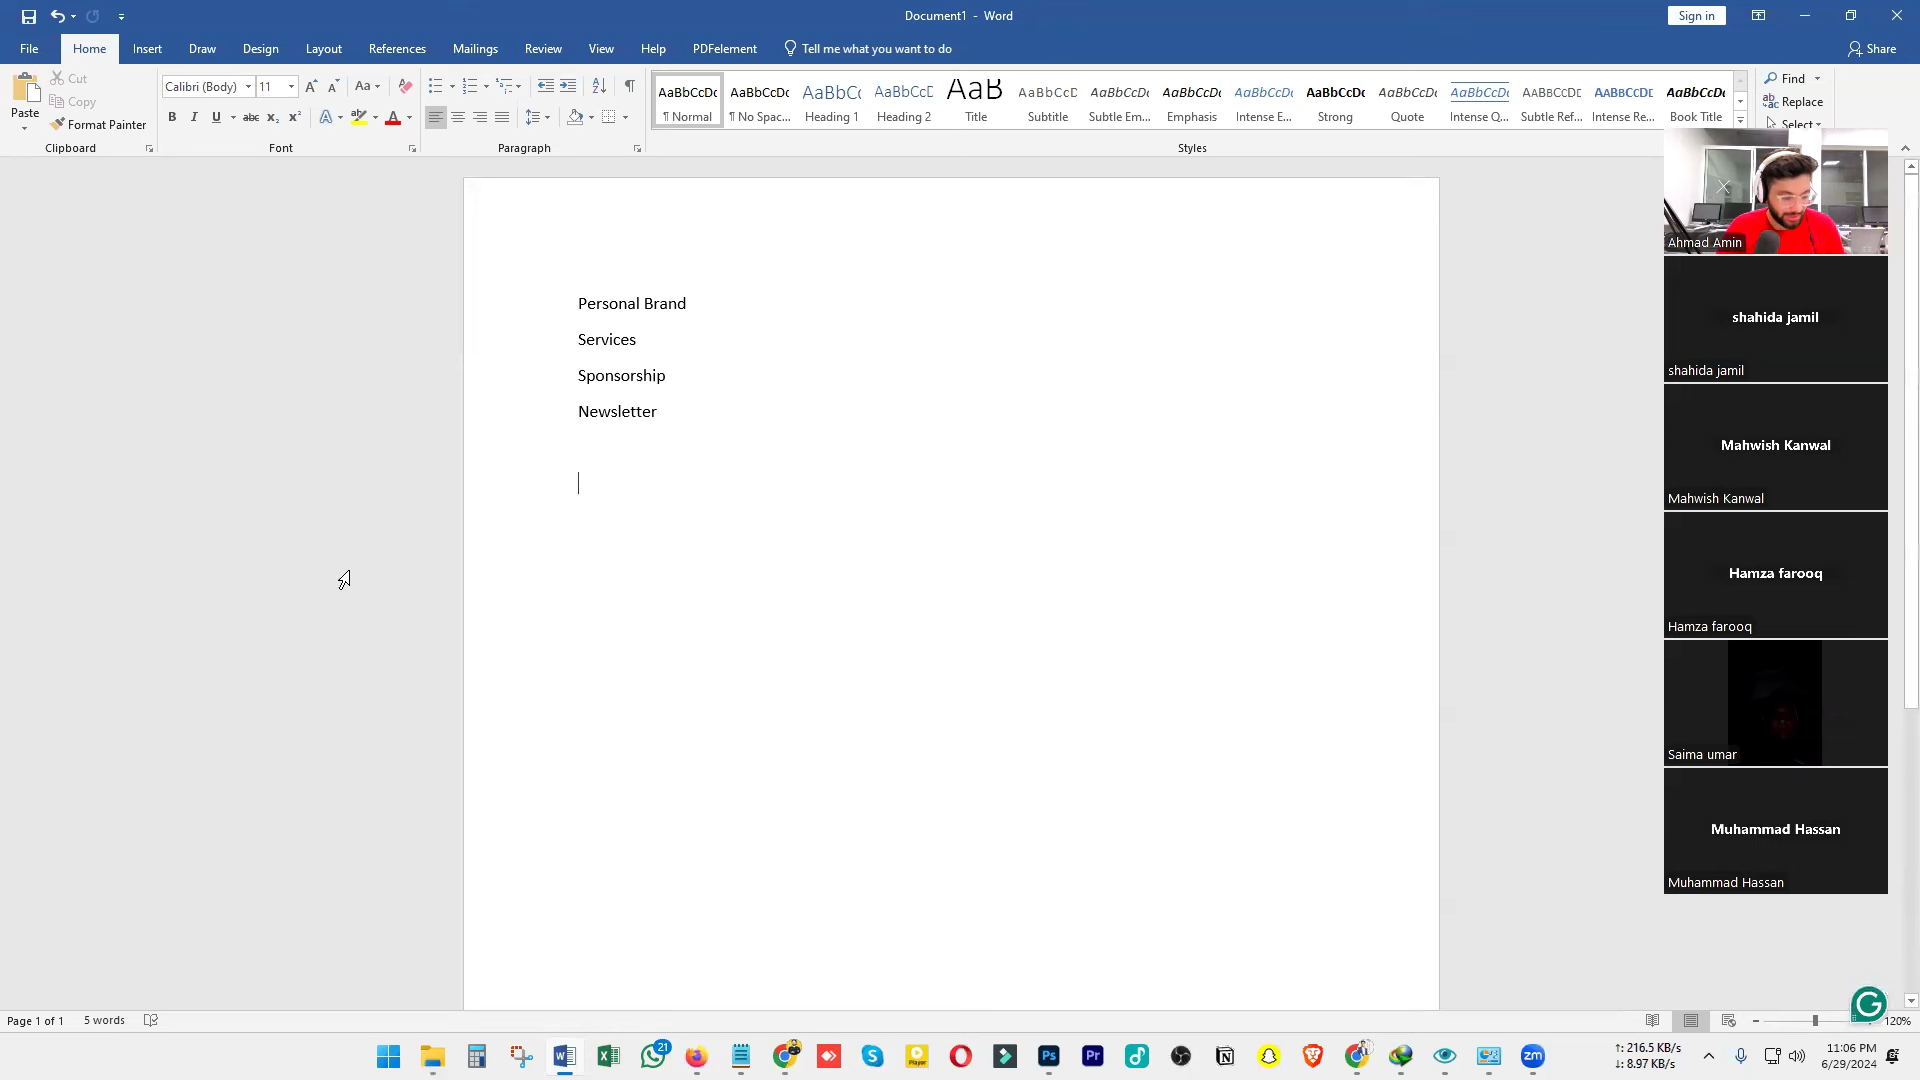 Document1 - Word
Sign in
File Home Insert Draw Design Layout References Mailings Review View Help PDFelement Tell me what you want to do Share
Paste
Cut
Copy
Format Painter
Clipboard
Calibri (Body) 11
Font
Paragraph
AaBbCcDc AaBbCcDc AaBbCc AaBbCcD AaB AaBbCcD AaBbCcDc AaBbCcDc AaBbCcDc AaBbCcDc AaBbCcDc AaBbCcDc AABBCCDD AABBCCDD AaBbCcDc
¶ Normal ¶ No Spac... Heading 1 Heading 2 Title Subtitle Subtle Em... Emphasis Intense E... Strong Quote Intense Q... Subtle Ref... Intense Re... Book Title
Styles
Find
Replace
Select
Personal Brand
Services
Sponsorship
Newsletter
Ahmad Amin
shahida jamil
shahida jamil
Mahwish Kanwal
Mahwish Kanwal
Hamza farooq
Hamza farooq
Saima umar
Muhammad Hassan
Muhammad Hassan
Page 1 of 1 5 words
120%
21
↑: 216.5 KB/s
↓: 8.97 KB/s
11:06 PM
6/29/2024